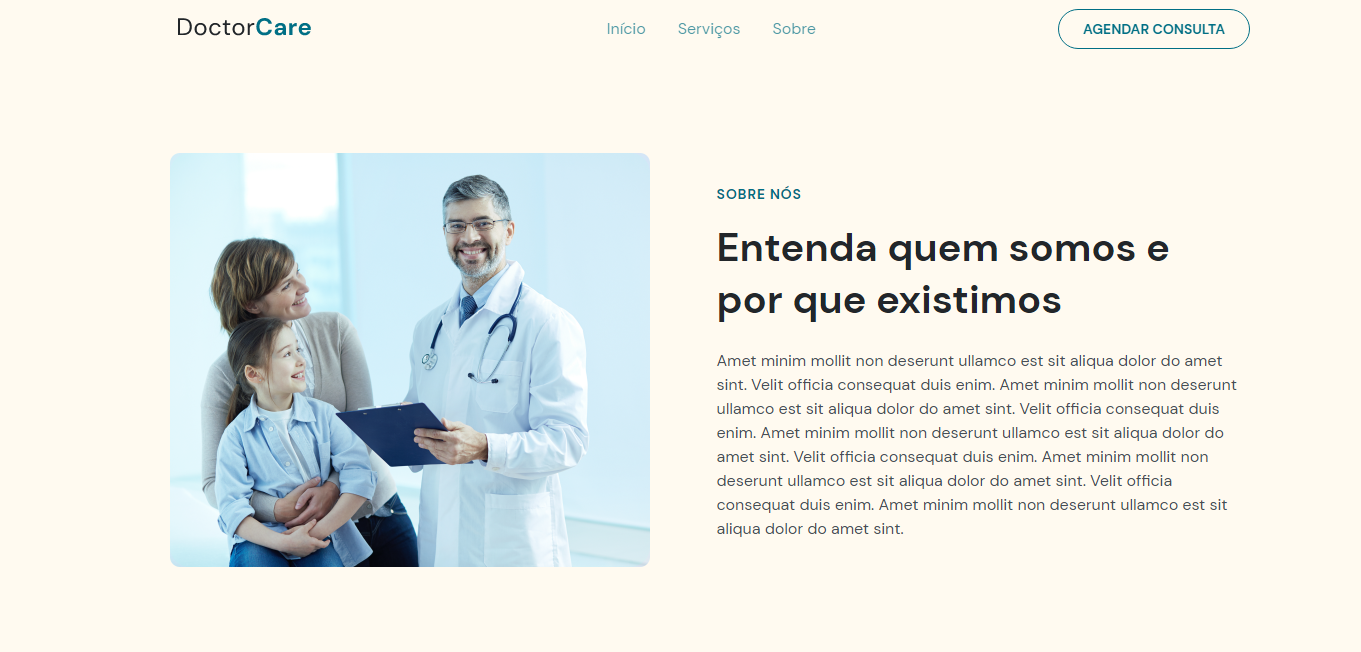 DoctorCare
Início
Serviços
Sobre
AGENDAR CONSULTA
SOBRE NÓS
Entenda quem somos e
por que existimos
Amet minim mollit non deserunt ullamco est sit aliqua dolor do amet
sint. Velit officia consequat duis enim. Amet minim mollit non deserunt
ullamco est sit aliqua dolor do amet sint. Velit officia consequat duis
enim. Amet minim mollit non deserunt ullamco est sit aliqua dolor do
amet sint. Velit officia consequat duis enim. Amet minim mollit non
deserunt ullamco est sit aliqua dolor do amet sint. Velit officia
consequat duis enim. Amet minim mollit non deserunt ullamco est sit
aliqua dolor do amet sint.